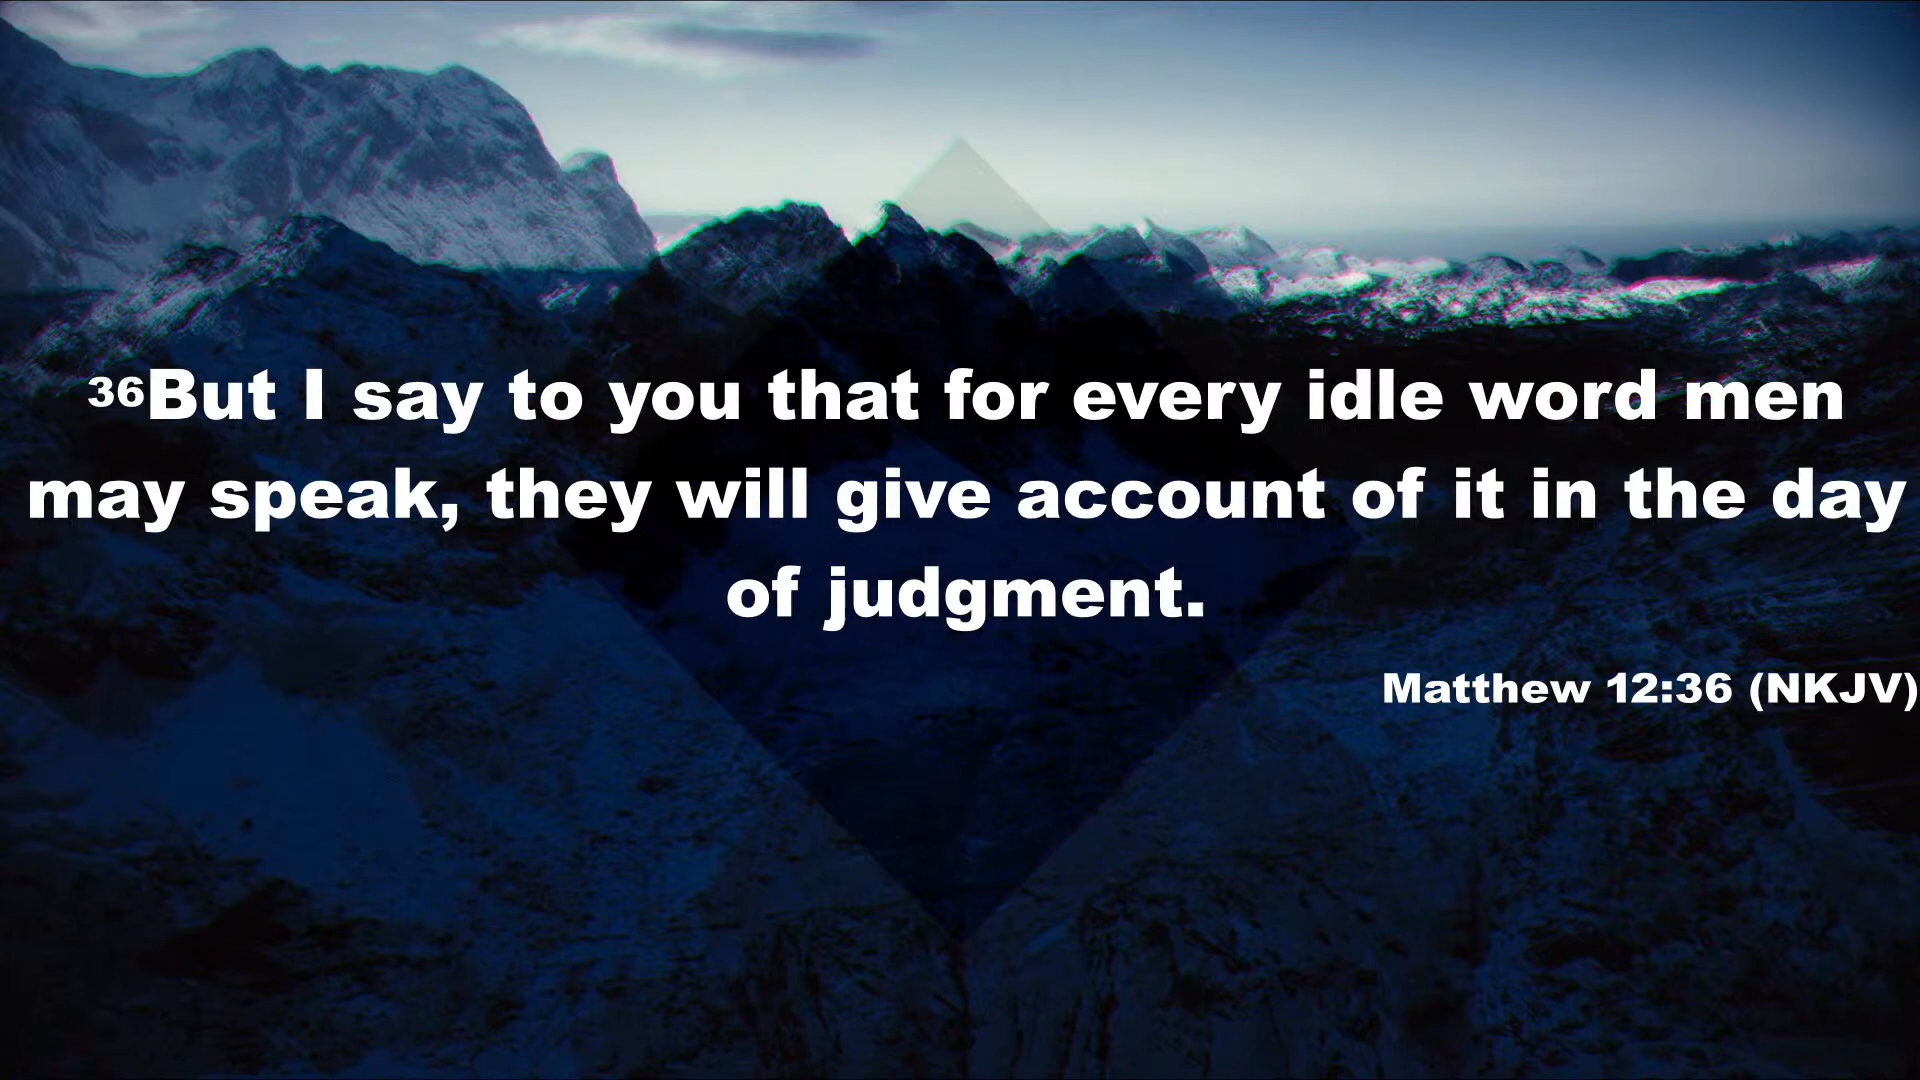 36But I say to you that for every idle word men
may speak, they will give account of it in the day
of judgment.
Matthew 12:36 (NKJV)